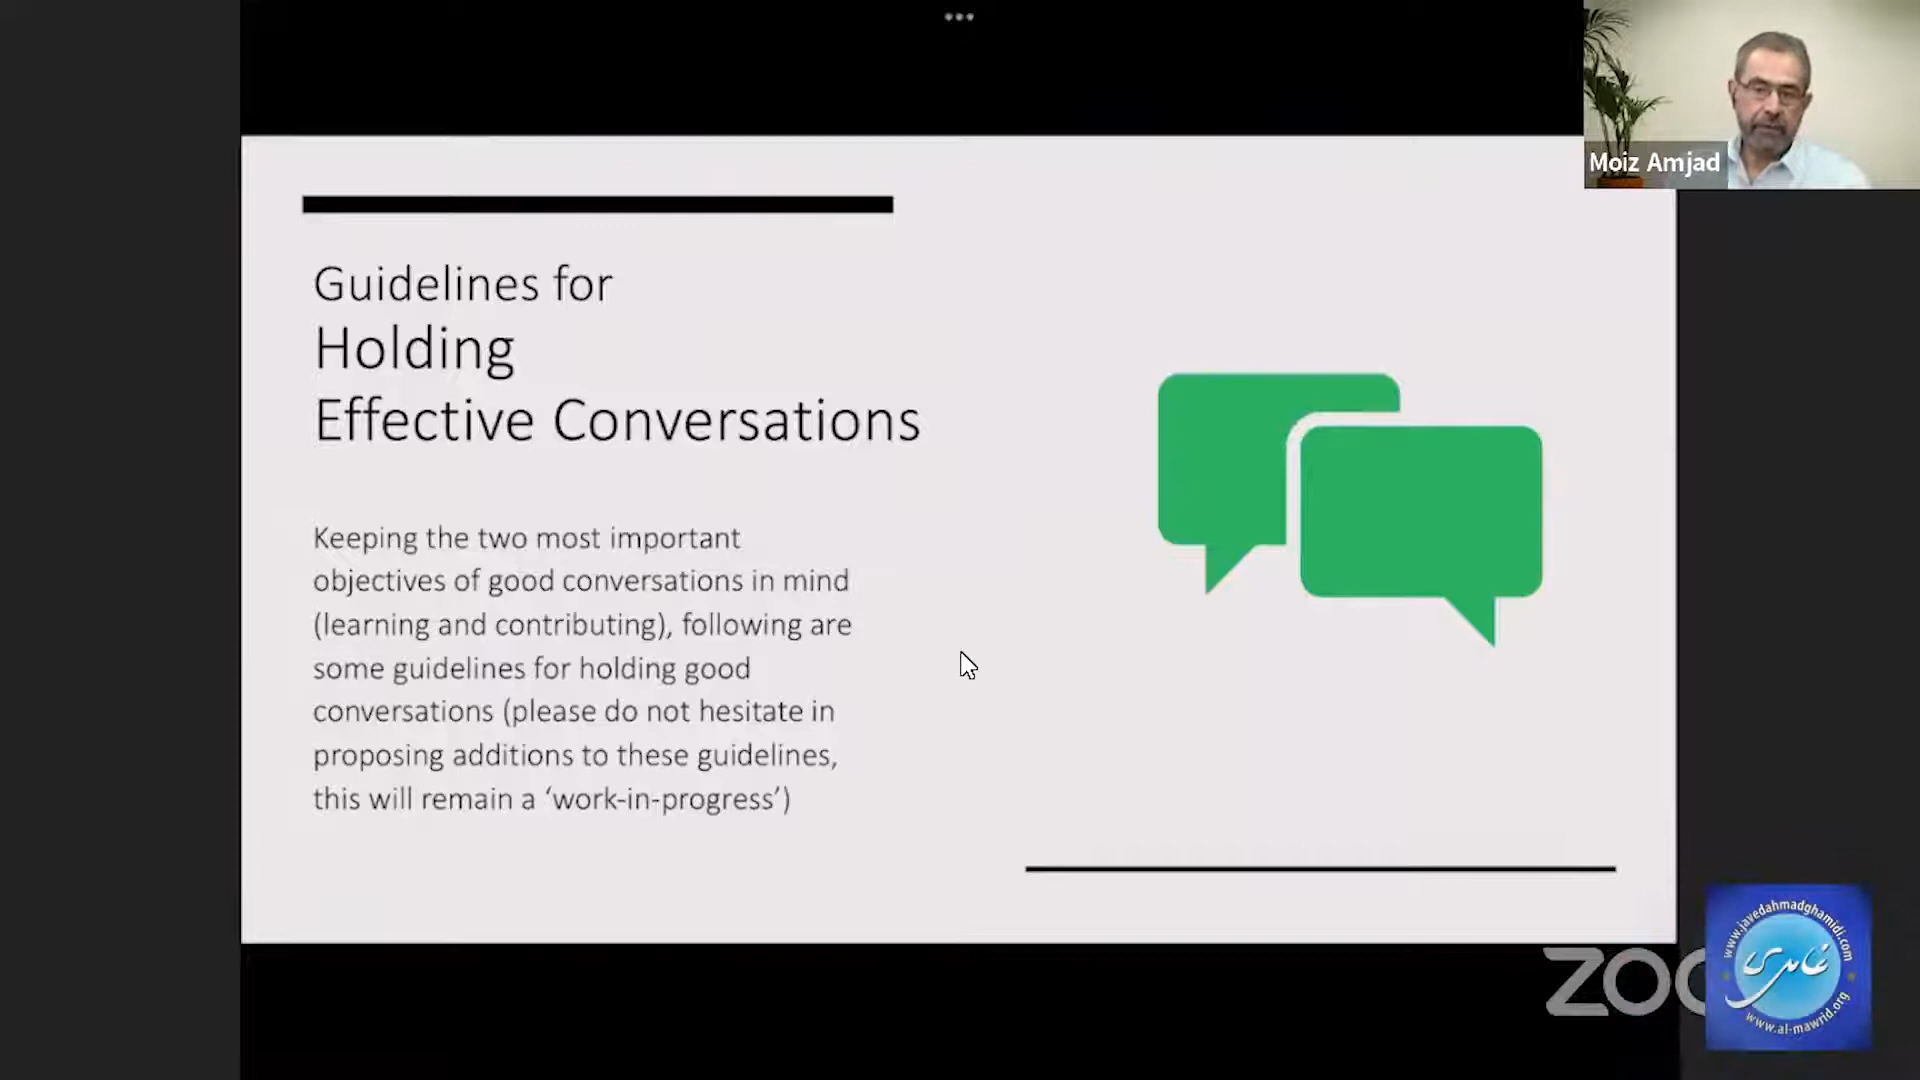 Moiz Amjad
Guidelines for
Holding
Effective Conversations
Keeping the two most important
objectives of good conversations in mind
(learning and contributing), following are
some guidelines for holding good
conversations (please do not hesitate in
proposing additions to these guidelines,
this will remain a ‘work-in-progress’)
www.javedahmadghamidi.com
غامدی
www.al-mawrid.org